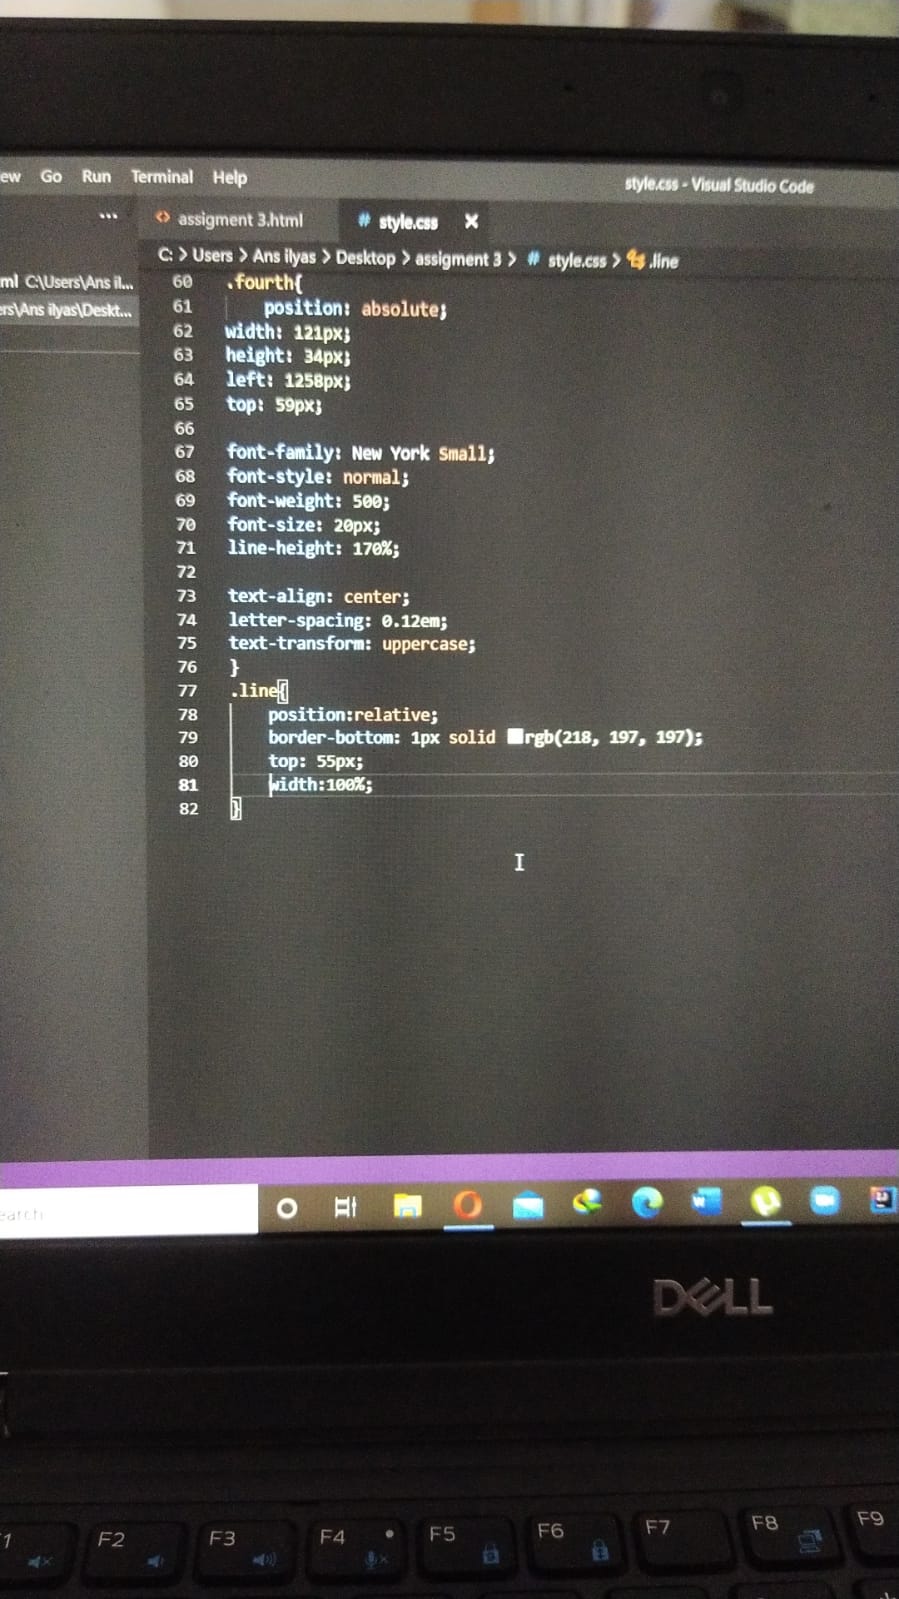 ew Go Run Terminal Help
style.css - Visual Studio Code
... <> assigment 3.html # style.css X
C: > Users > Ans ilyas > Desktop > assigment 3 > # style.css > .line
ml C:\Users\Ans il...
ers\Ans ilyas\Deskt...
60 .fourth{
61 position: absolute;
62 width: 121px;
63 height: 34px;
64 left: 1258px;
65 top: 59px;
66
67 font-family: New York Small;
68 font-style: normal;
69 font-weight: 500;
70 font-size: 20px;
71 line-height: 170%;
72
73 text-align: center;
74 letter-spacing: 0.12em;
75 text-transform: uppercase;
76 }
77 .line{
78 position:relative;
79 border-bottom: 1px solid rgb(218, 197, 197);
80 top: 55px;
81 width:100%;
82 }
earch
DELL
1 F2 F3 F4 F5 F6 F7 F8 F9